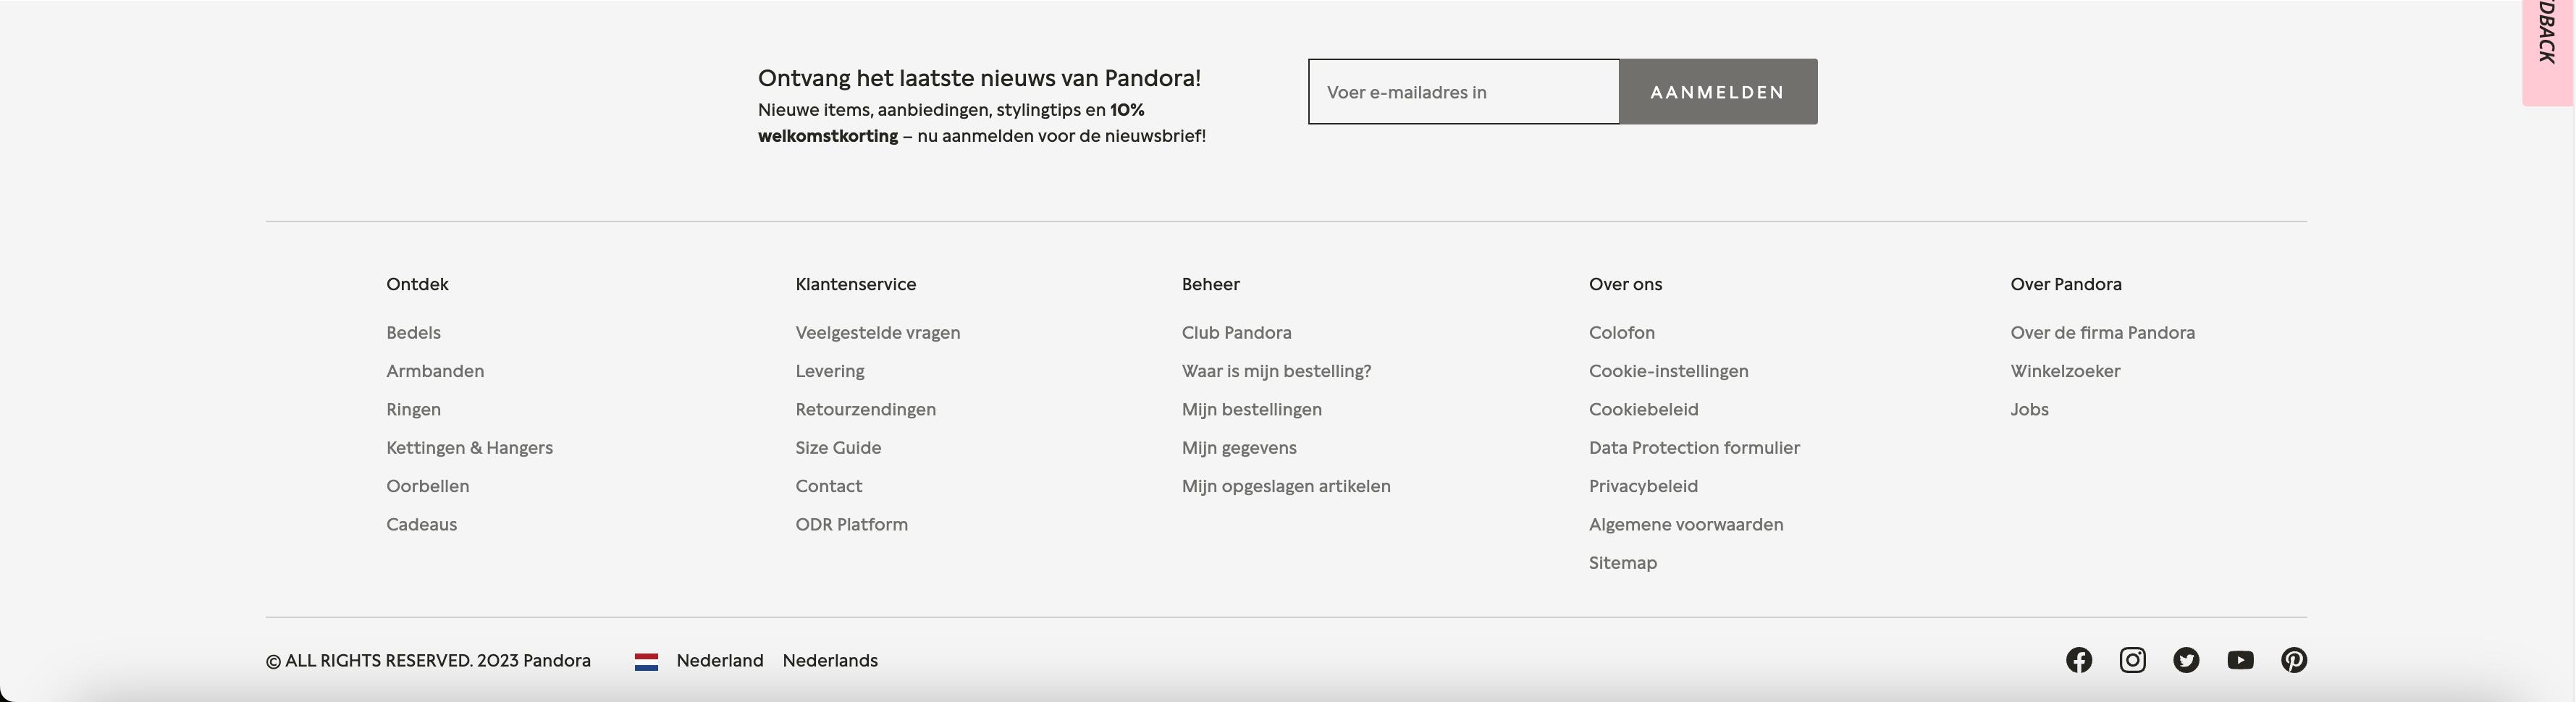 Ontvang het laatste nieuws van Pandora!
Nieuwe items, aanbiedingen, stylingtips en 10%
welkomstkorting – nu aanmelden voor de nieuwsbrief!
Voer e-mailadres in
AANMELDEN
DBACK
Ontdek
Bedels
Armbanden
Ringen
Kettingen & Hangers
Oorbellen
Cadeaus
Klantenservice
Veelgestelde vragen
Levering
Retourzendingen
Size Guide
Contact
ODR Platform
Beheer
Club Pandora
Waar is mijn bestelling?
Mijn bestellingen
Mijn gegevens
Mijn opgeslagen artikelen
Over ons
Colofon
Cookie-instellingen
Cookiebeleid
Data Protection formulier
Privacybeleid
Algemene voorwaarden
Sitemap
Over Pandora
Over de firma Pandora
Winkelzoeker
Jobs
© ALL RIGHTS RESERVED. 2023 Pandora
Nederland
Nederlands